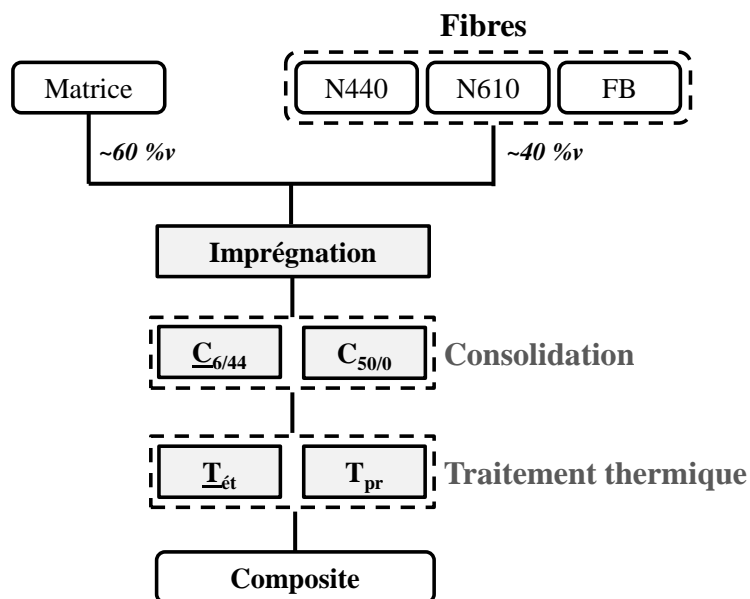 Fibres
Matrice
N440 N610 FB
~60 %v
~40 %v
Imprégnation
C6/44 C50/0 Consolidation
Tét Tpr Traitement thermique
Composite